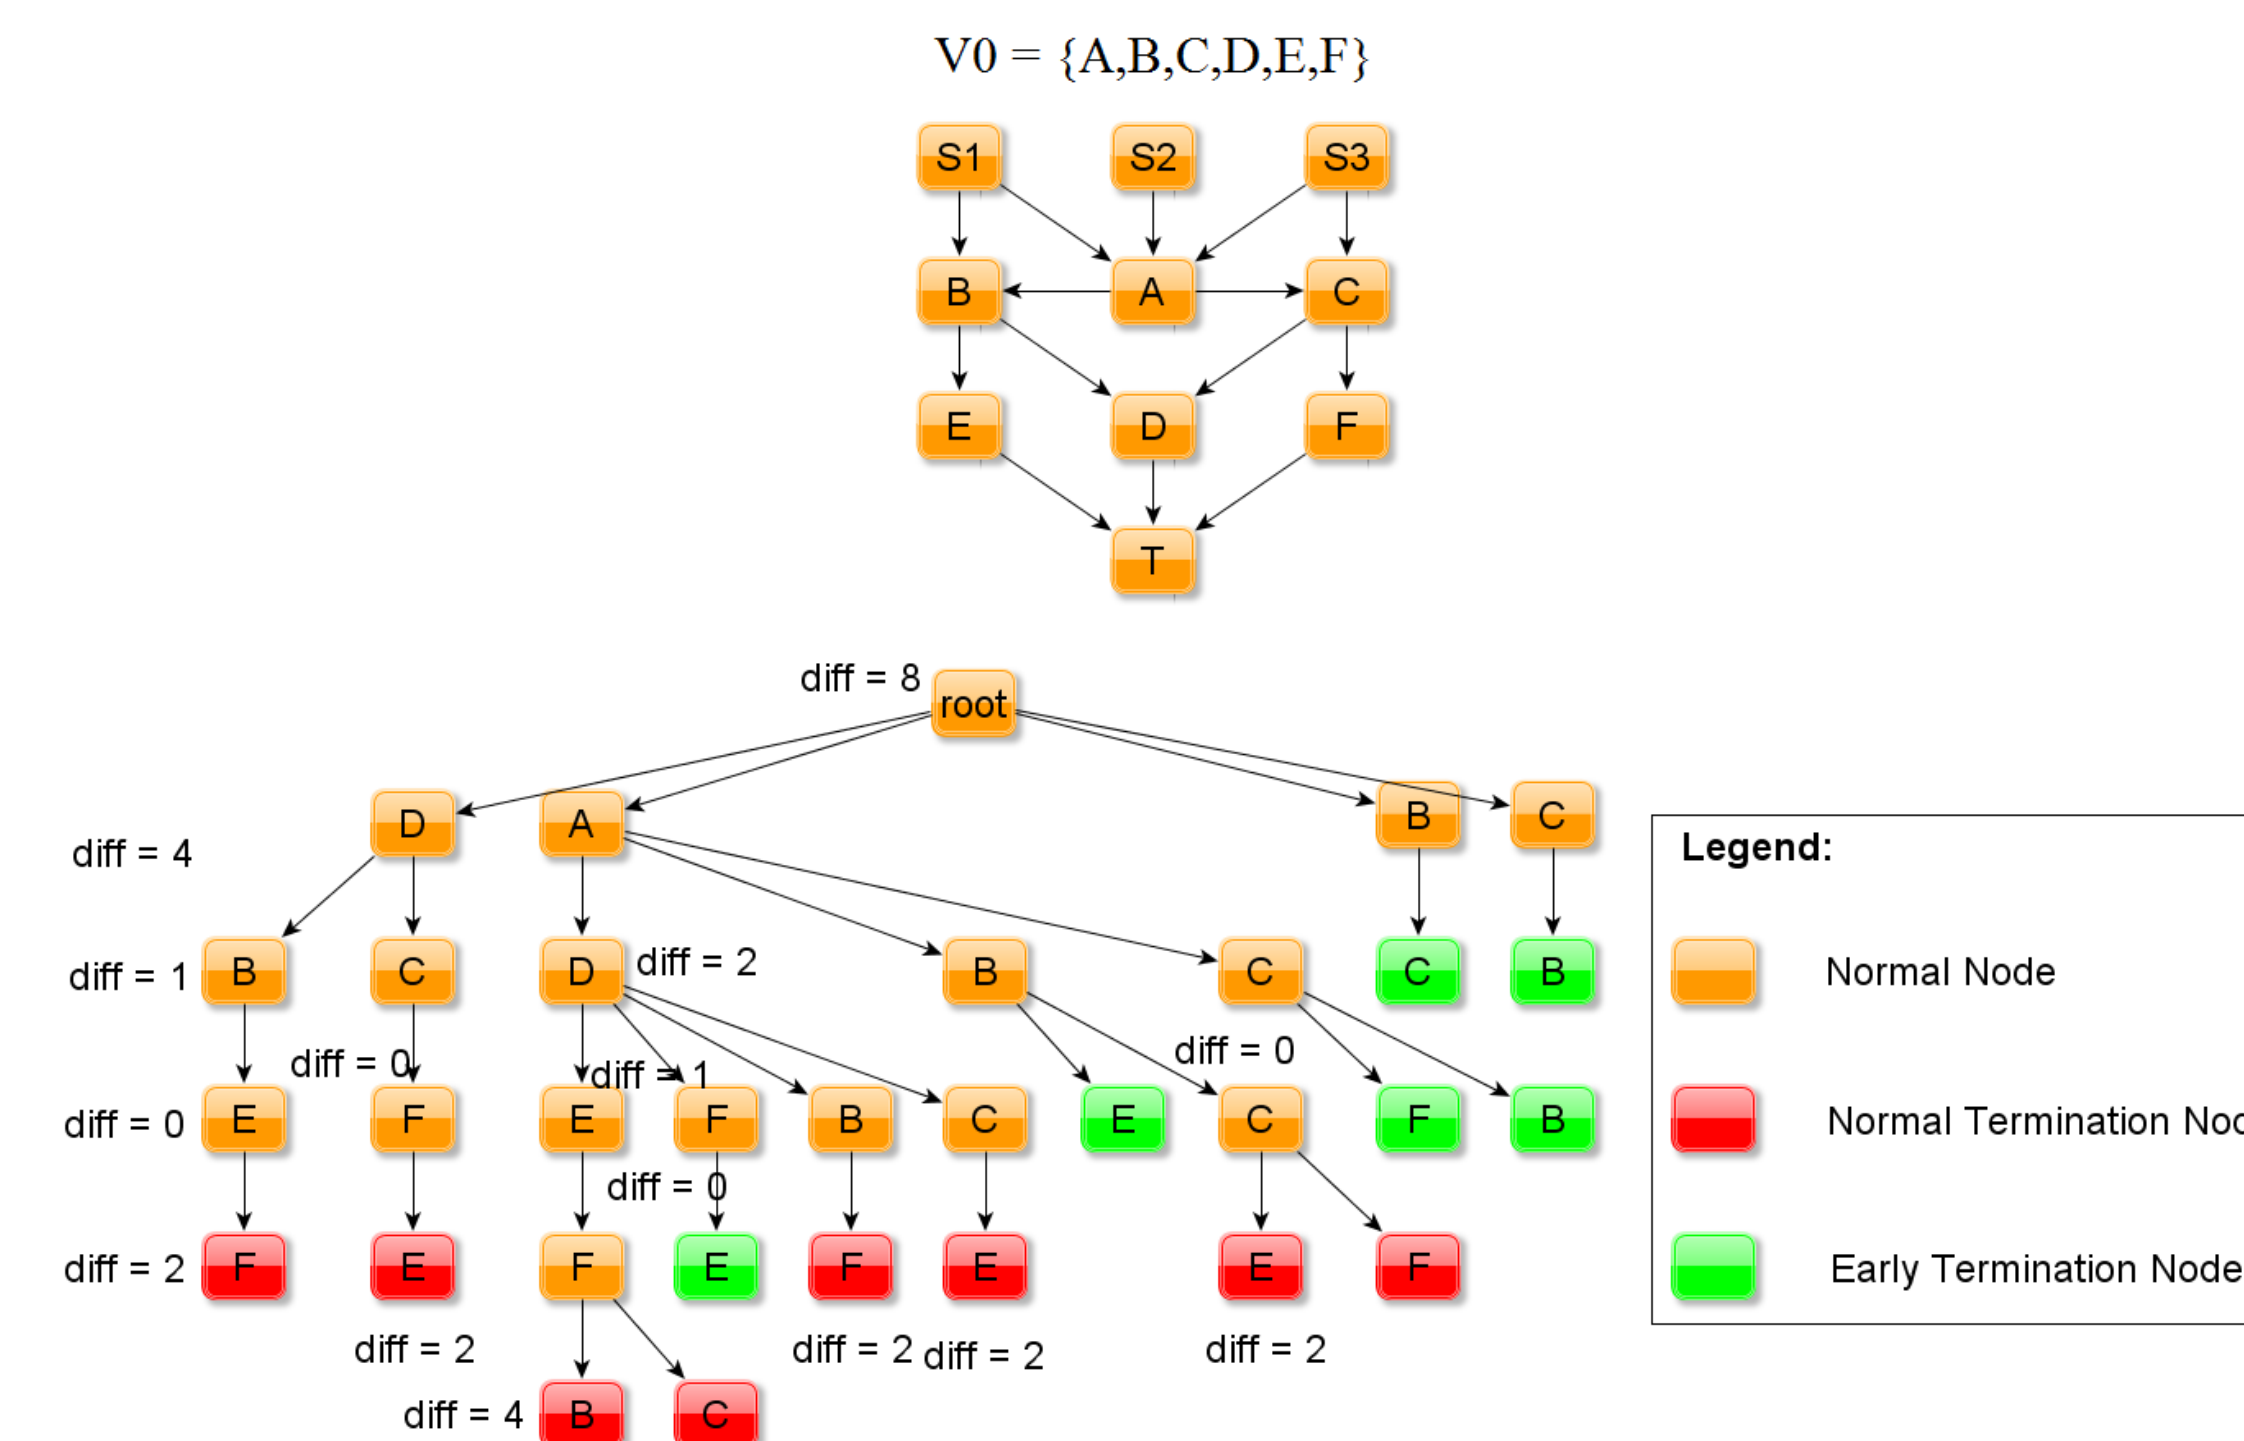 V0 = {A,B,C,D,E,F}
S1 S2 S3
B A C
E D F
T
diff = 8 root
D A B C
diff = 4
Legend:
diff = 1 B C D diff = 2 B C C B Normal Node
diff = 0 diff = 1 diff = 0
diff = 0 E F E F B C E C F B Normal Termination Noc
diff = 0
diff = 2 F E F E F E E F Early Termination Node
diff = 2 diff = 2 diff = 2 diff = 2
diff = 4 B C